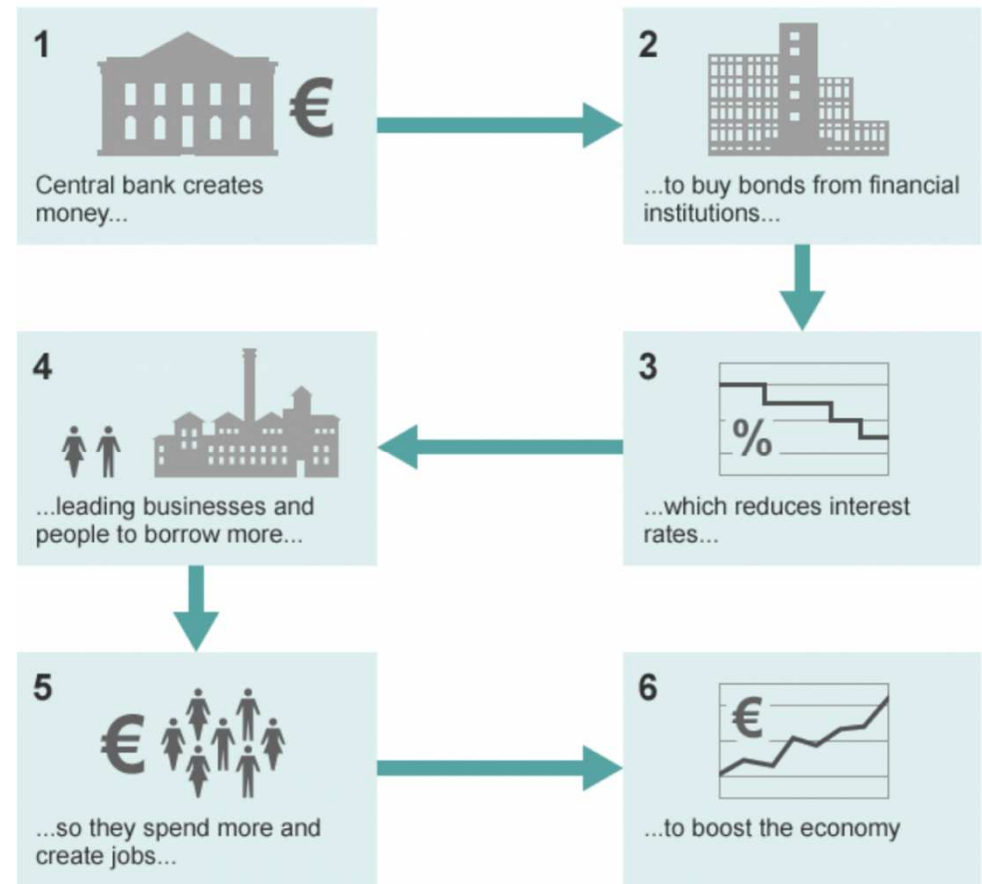 1
€
Central bank creates
money...
2
...to buy bonds from financial
institutions...
3
%
...which reduces interest
rates...
4
...leading businesses and
people to borrow more...
5
€
...so they spend more and
create jobs...
6
€
...to boost the economy